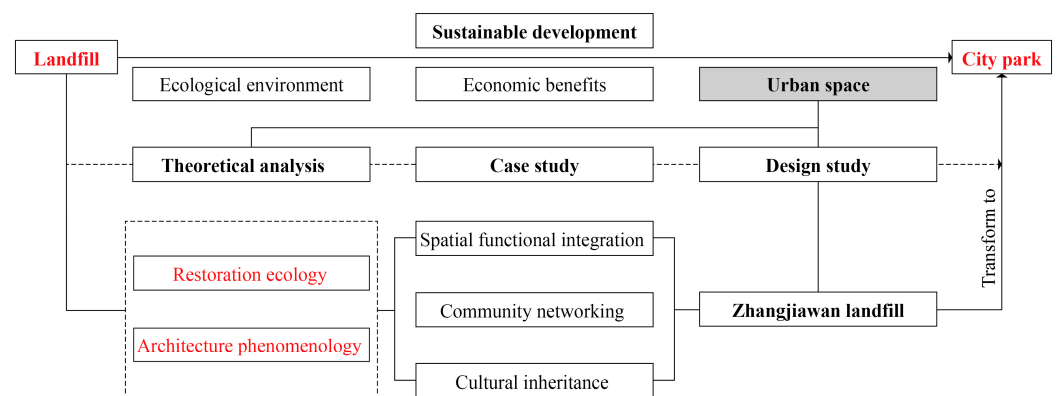 Sustainable development
Landfill
City park
Ecological environment
Economic benefits
Urban space
Theoretical analysis
Case study
Design study
Transform to
Spatial functional integration
Restoration ecology
Community networking
Zhangjiawan landfill
Architecture phenomenology
Cultural inheritance